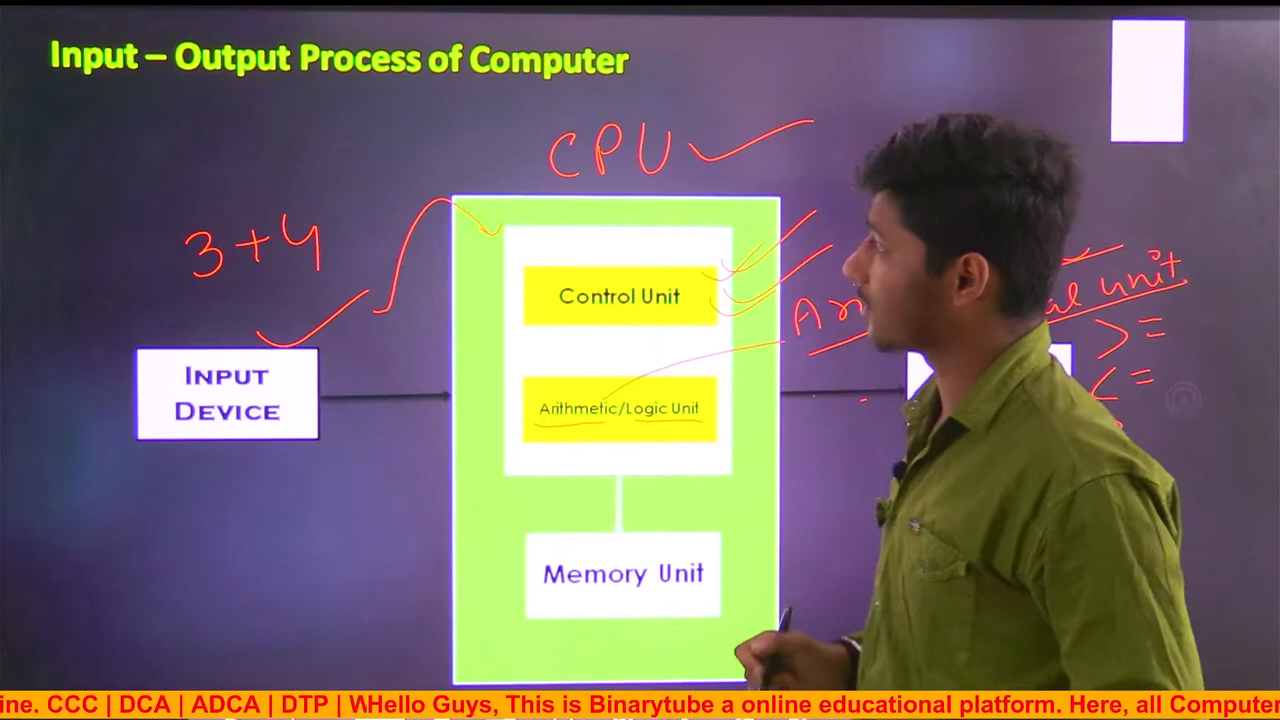 Input – Output Process of Computer
CPU
3+4
Control Unit
unit
>=
<=
INPUT
DEVICE
Arithmetic/Logic Unit
Memory Unit
ine. CCC | DCA | ADCA | DTP | WHello Guys, This is Binarytube a online educational platform. Here, all Computer